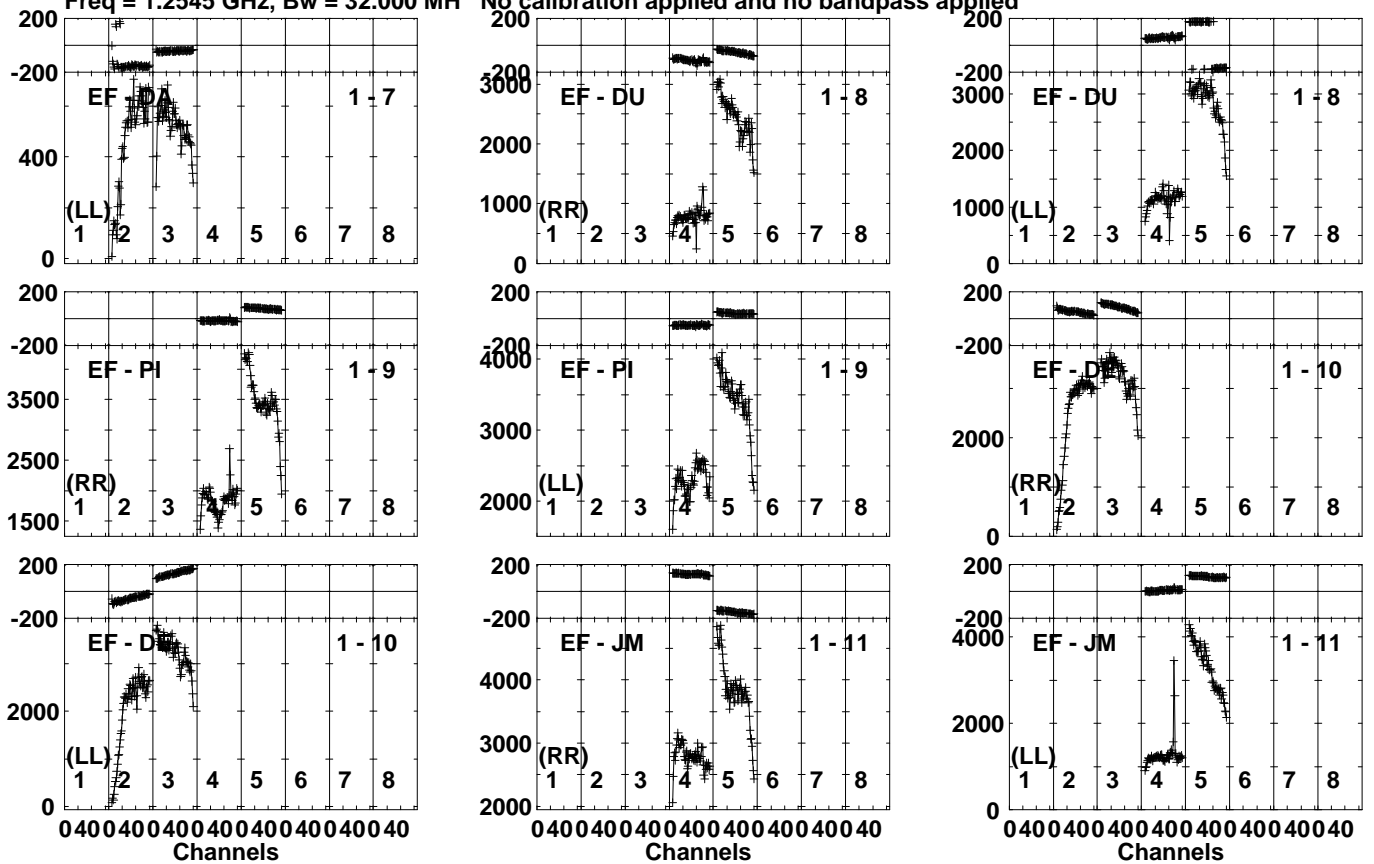 Freq = 1.2545 GHz, Bw = 32.000 MH No calibration applied and no bandpass applied
200 200 200
-200 200 -200
EF - DA 1 - 7 3000 EF - DU 1 - 8 3000 EF - DU 1 - 8
400 2000 2000
1000 1000
(LL) (RR) (LL)
1 2 3 4 5 6 7 8 1 2 3 4 5 6 7 8 1 2 3 4 5 6 7 8
0 0 0
200 200 200
-200 -200 -200
EF - PI 1 - 9 4000 EF - PI 1 - 9 EF - 1 - 10
3500 3000 2000
2500
(RR) (LL) (RR)
1 2 3 4 5 6 7 8 1 2 3 4 5 6 7 8 1 2 3 4 5 6 7 8
1500 2000 0
200 200 200
-200 -200 -200
EF - 1 - 10 EF - JM 1 - 11 4000 EF - JM 1 - 11
2000 4000 2000
3000
(LL) (RR) (LL)
1 2 3 4 5 6 7 8 1 2 3 4 5 6 7 8 1 2 3 4 5 6 7 8
0 2000 0
0 40 0 40 0 40 0 40 0 40 0 40 0 40 0 40 0 40 0 40 0 40 0 40 0 40 0 40 0 40 0 40 0 40 0 40 0 40 0 40 0 40 0 40 0 40 0 40
Channels Channels Channels